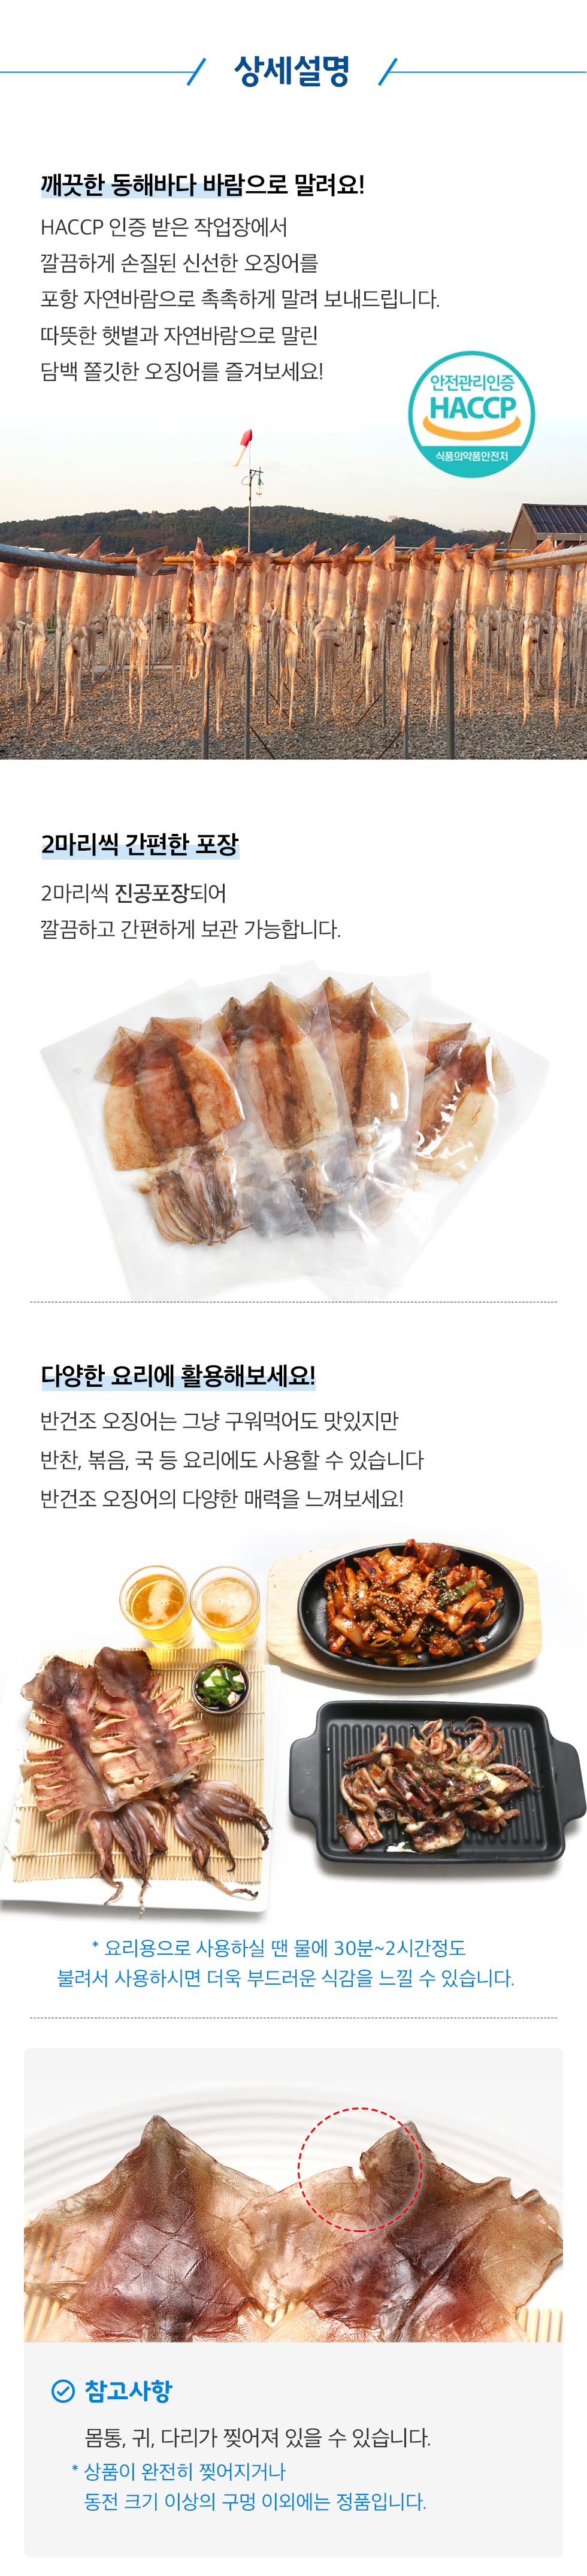 상세설명
깨끗한 동해바다 바람으로 말려요!
HACCP 인증 받은 작업장에서
깔끔하게 손질된 신선한 오징어를
포항 자연바람으로 촉촉하게 말려 보내드립니다.
따뜻한 햇볕과 자연바람으로 말린
담백 쫄깃한 오징어를 즐겨보세요!
안전관리인증
HACCP
식품의약품안전처
2마리씩 간편한 포장
2마리씩 진공포장되어
깔끔하고 간편하게 보관 가능합니다.
다양한 요리에 활용해보세요!
반건조 오징어는 그냥 구워먹어도 맛있지만
반찬, 볶음, 국 등 요리에도 사용할 수 있습니다
반건조 오징어의 다양한 매력을 느껴보세요!
* 요리용으로 사용하실 땐 물에 30분~2시간정도
불려서 사용하시면 더욱 부드러운 식감을 느낄 수 있습니다.
참고사항
몸통, 귀, 다리가 찢어져 있을 수 있습니다.
* 상품이 완전히 찢어지거나
동전 크기 이상의 구멍 이외에는 정품입니다.